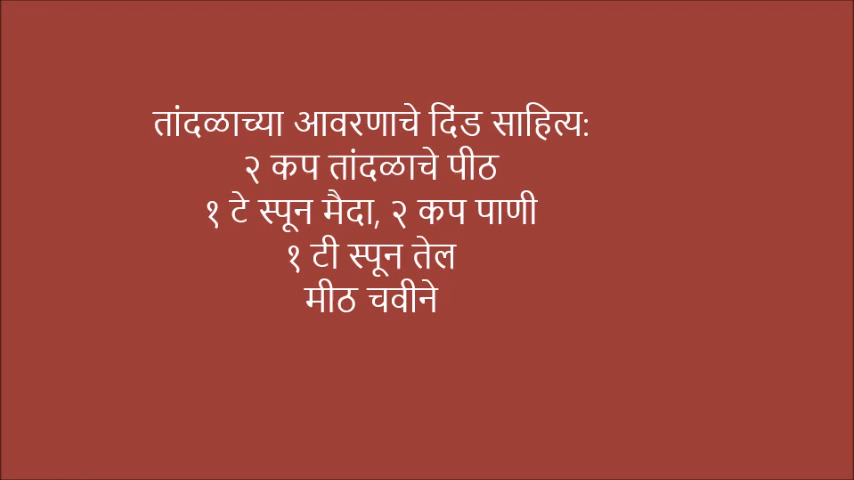 तांदळाच्या आवरणाचे दिंड साहित्यः
२ कप तांदळाचे पीठ
१ टे स्पून मैदा, २ कप पाणी
१ टी स्पून तेल
मीठ चवीने